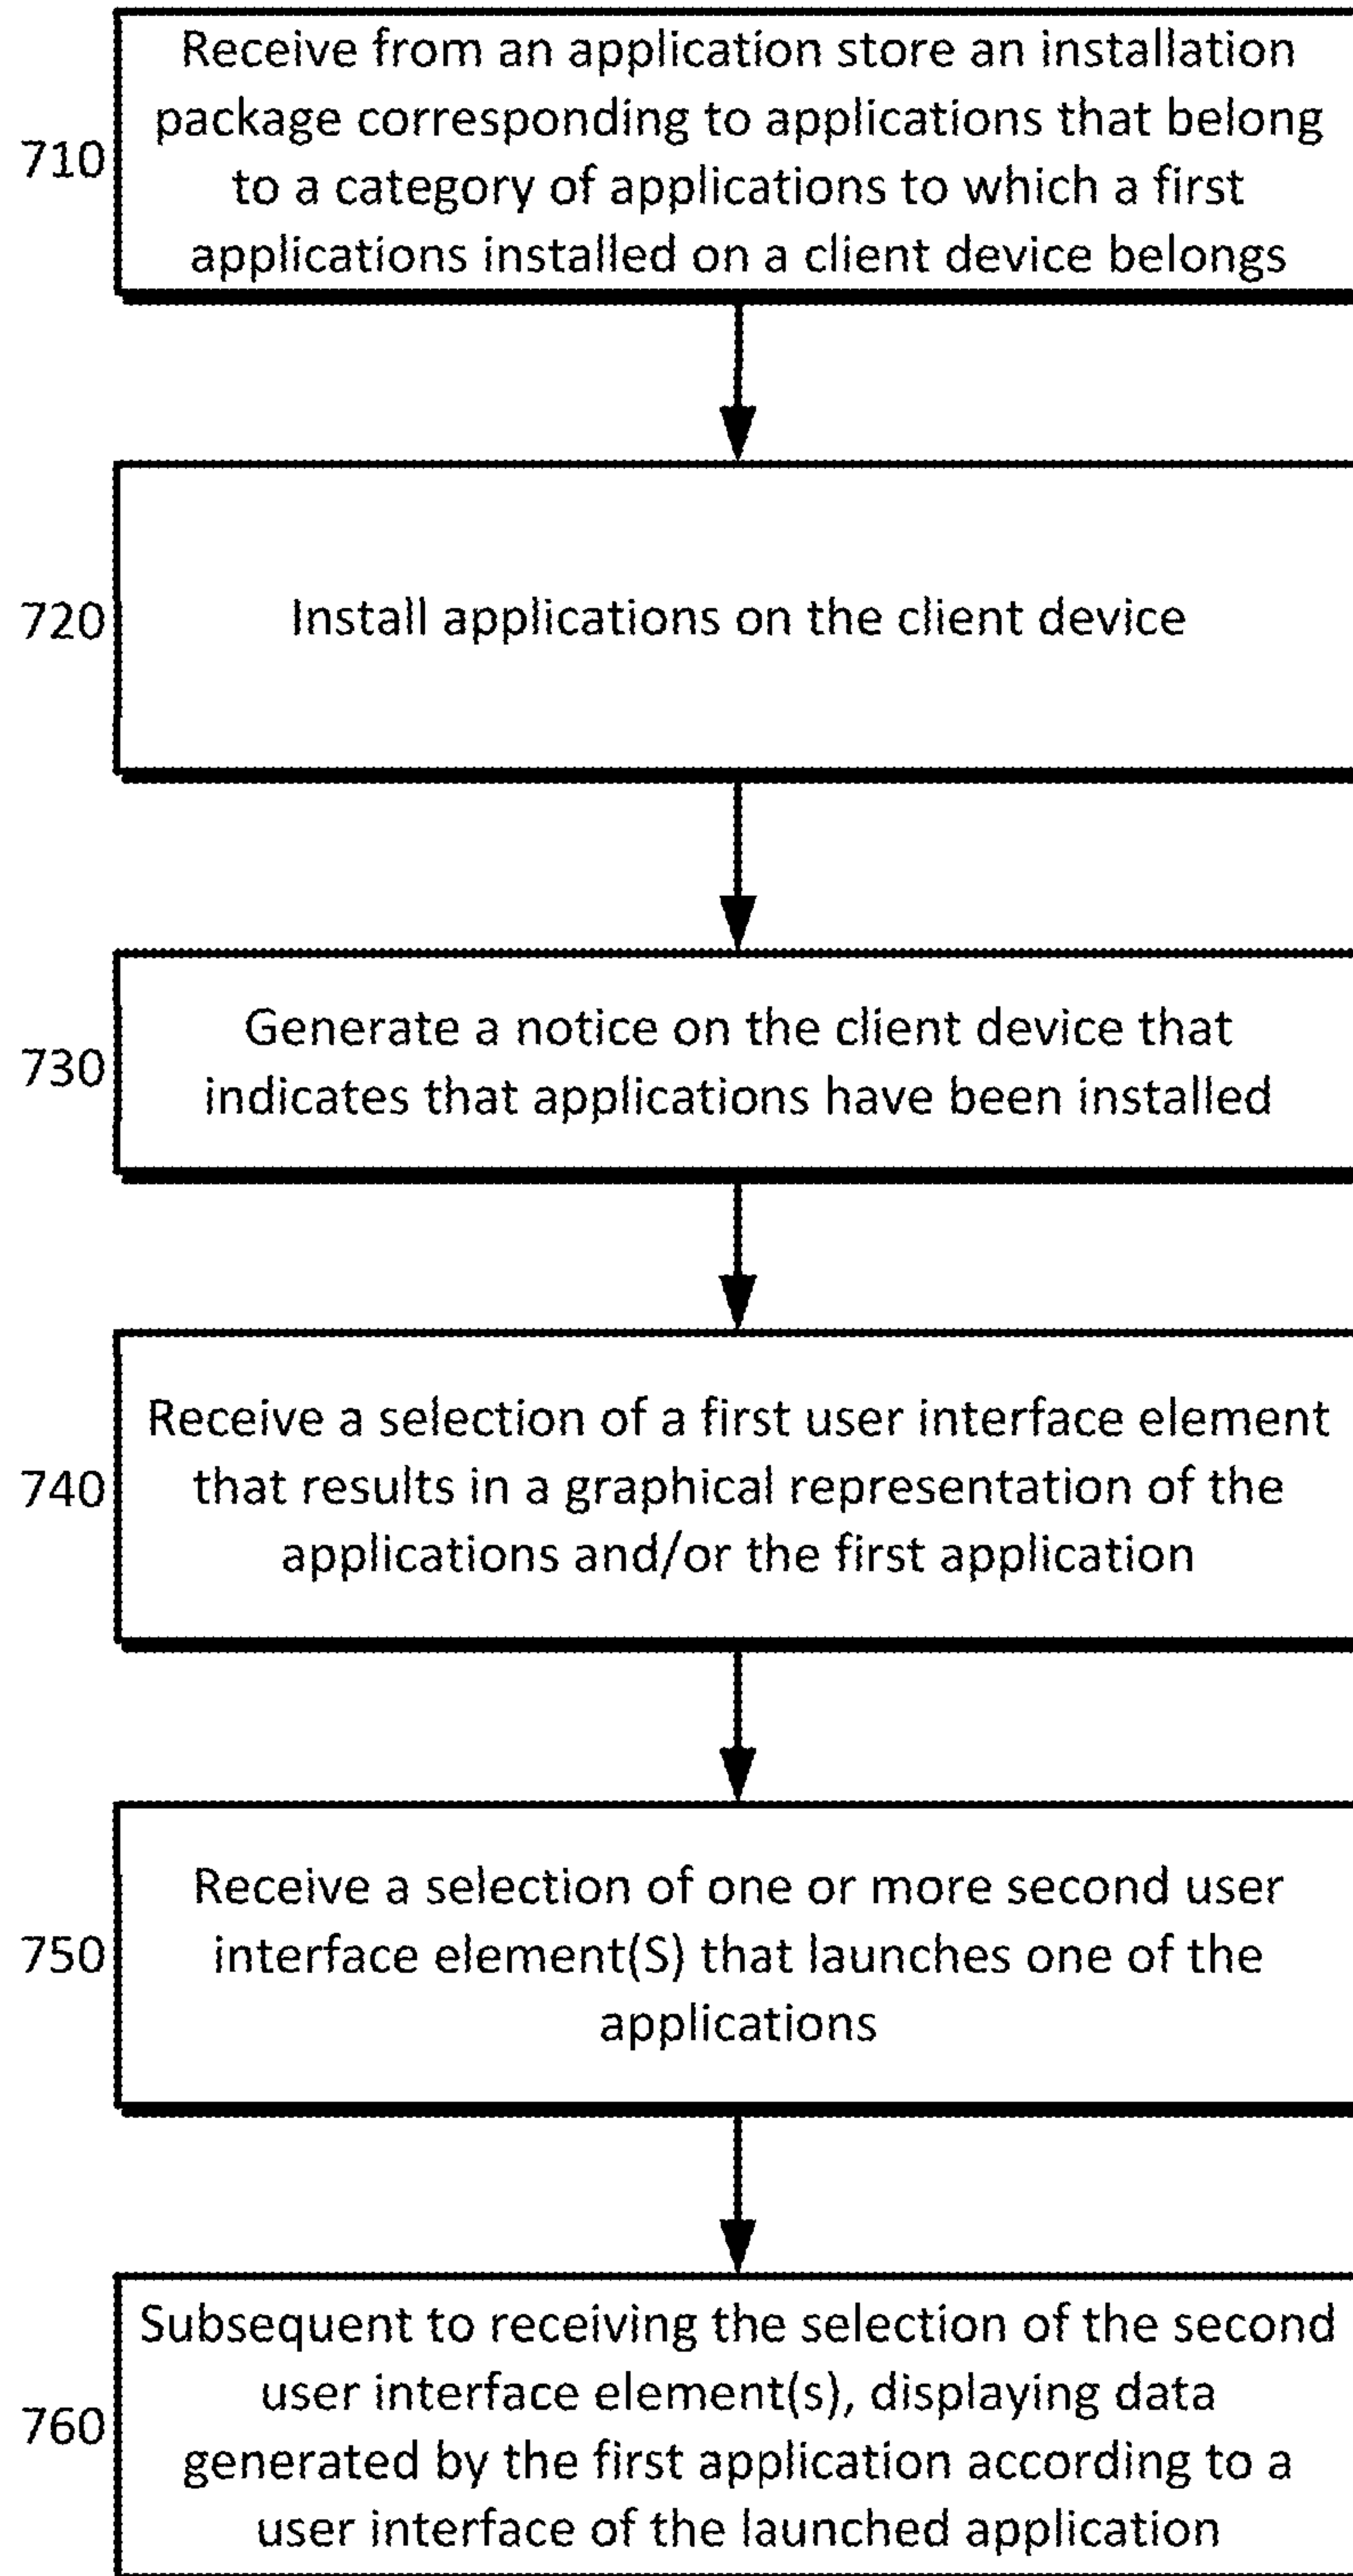 Receive from an application store an installation
package corresponding to applications that belong
to a category of applications to which a first
applications installed on a client device belongs
710
Install applications on the client device
720
Generate a notice on the client device that
indicates that applications have been installed
730
Receive a selection of a first user interface element
that results in a graphical representation of the
applications and/or the first application
740
Receive a selection of one or more second user
interface element(S) that launches one of the
applications
750
Subsequent to receiving the selection of the second
user interface element(s), displaying data
generated by the first application according to a
user interface of the launched application
760